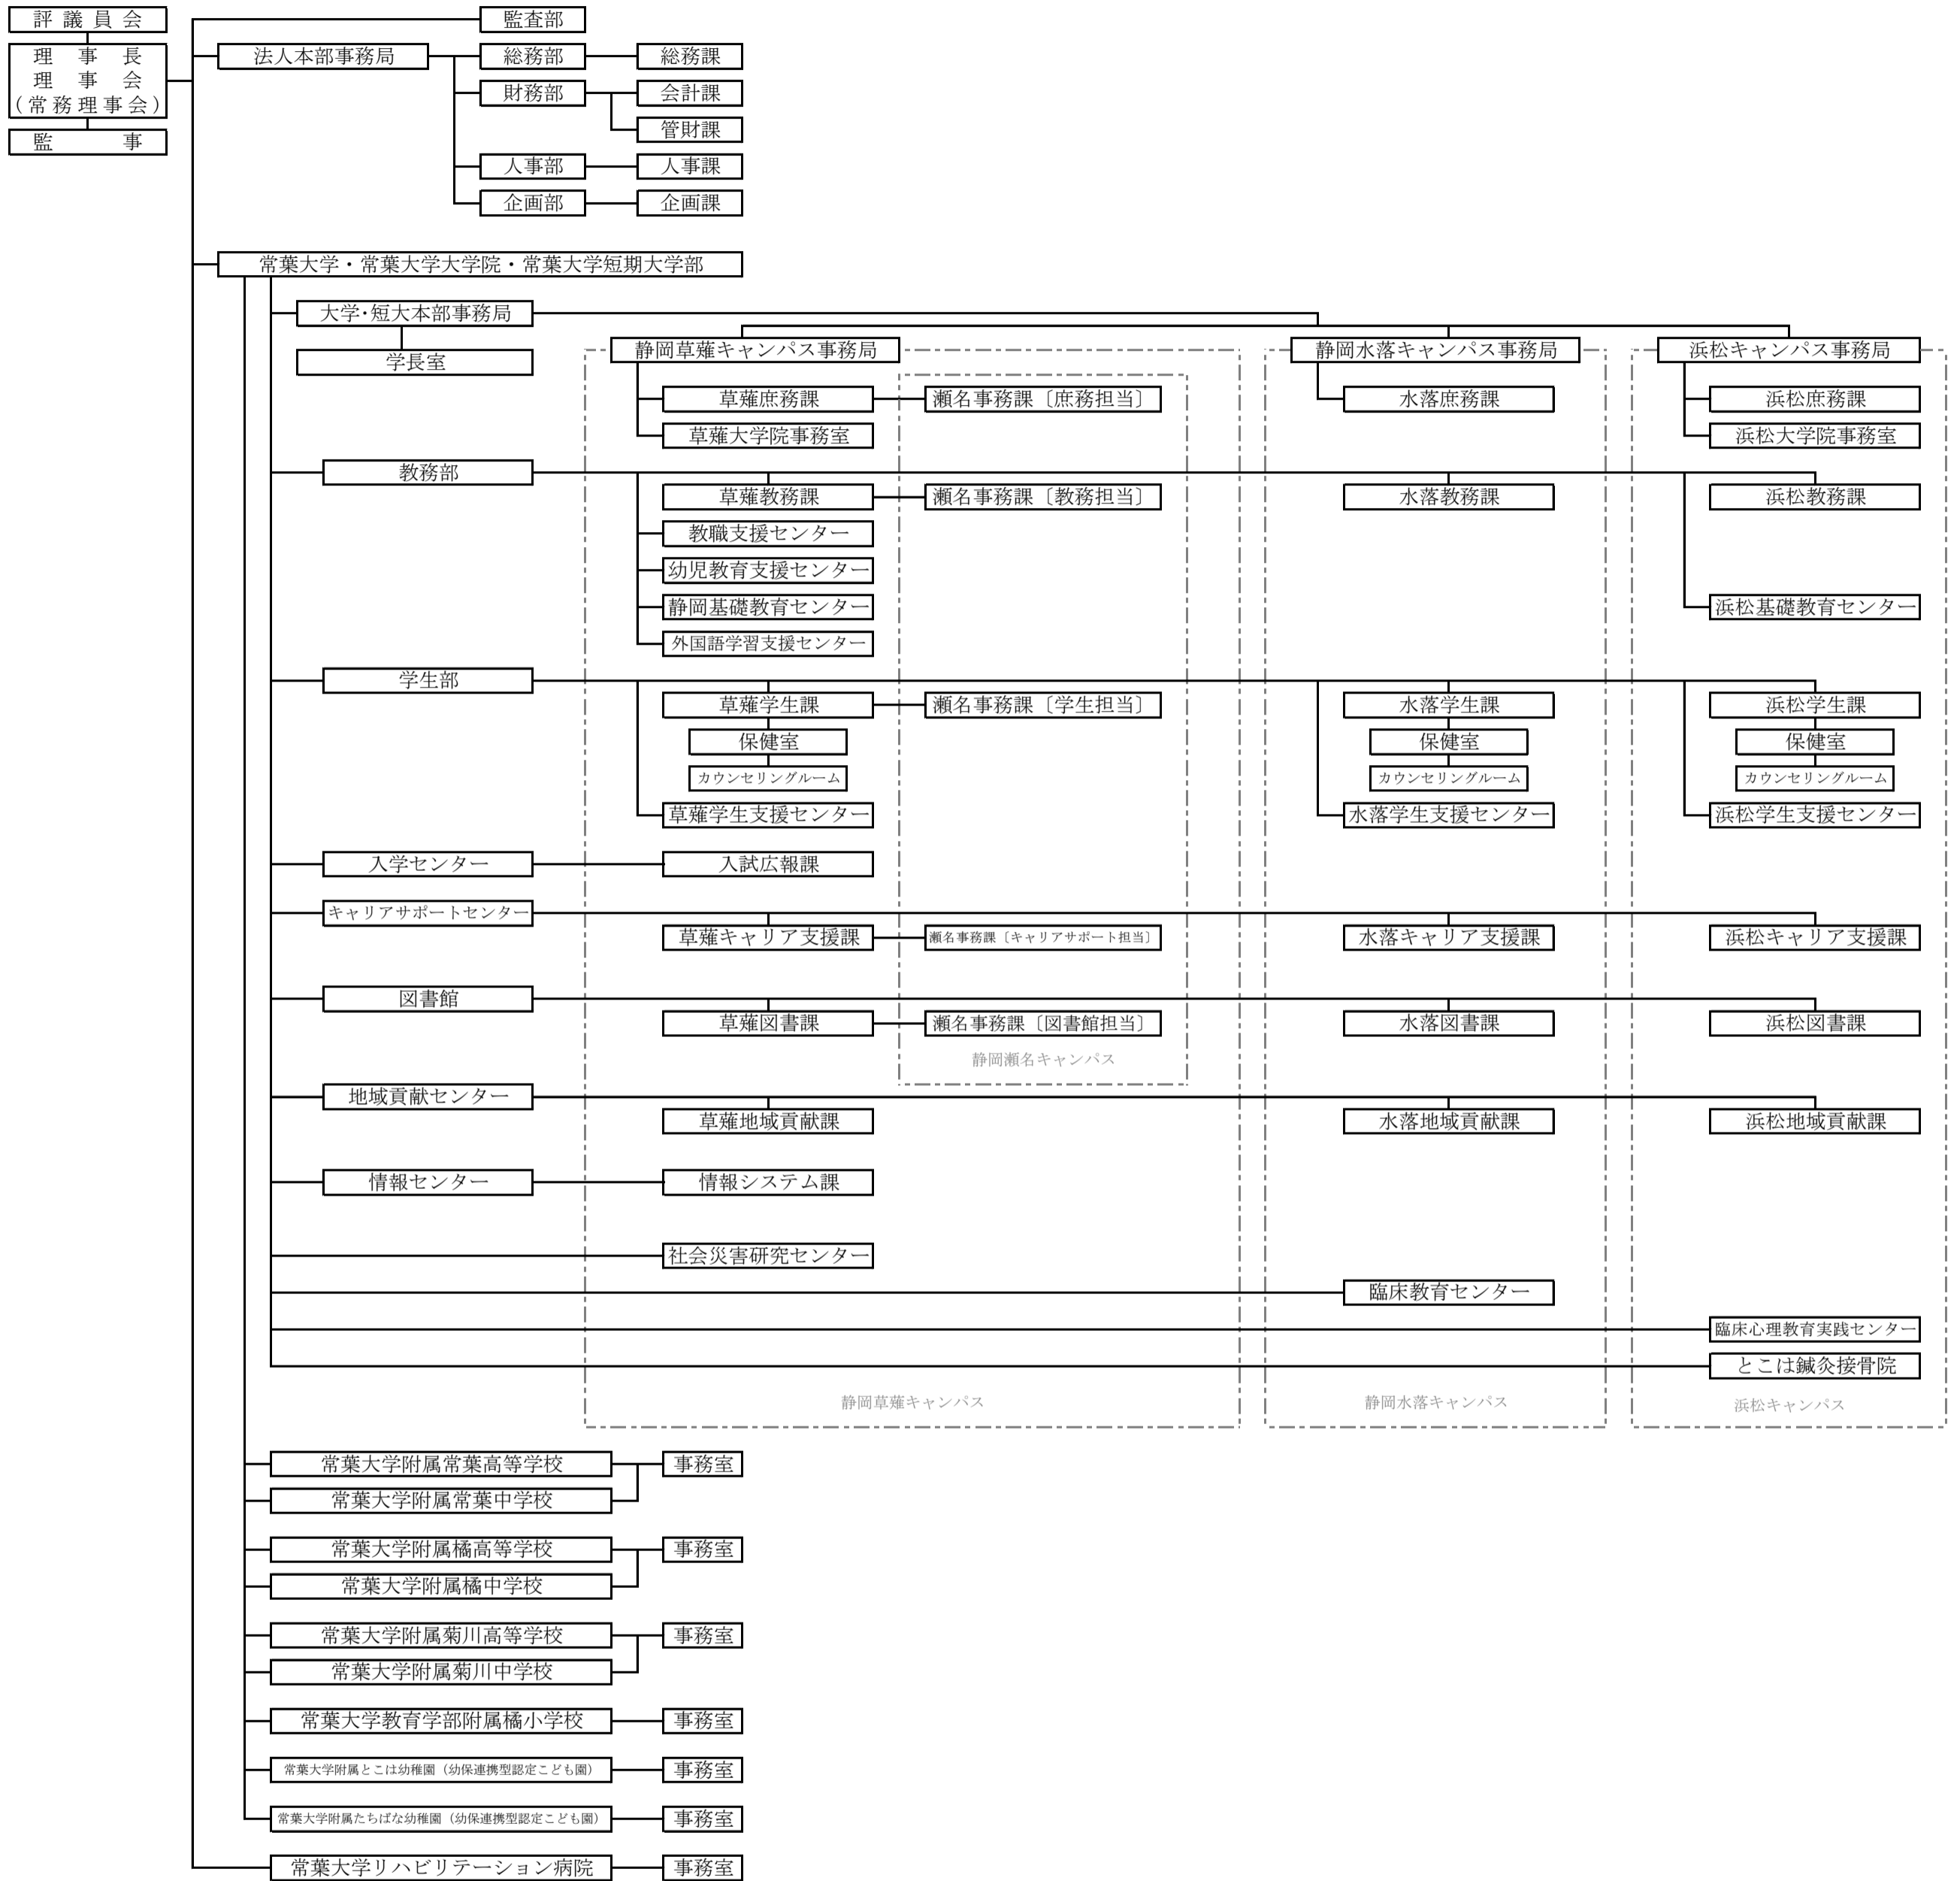 評議員会
理事長
理事会
（常務理事会）
監事
監査部
法人本部事務局
総務部
総務課
財務部
会計課
管財課
人事部
人事課
企画部
企画課
常葉大学・常葉大学大学院・常葉大学短期大学部
大学･短大本部事務局
学長室
静岡草薙キャンパス事務局
静岡水落キャンパス事務局
浜松キャンパス事務局
草薙庶務課
瀬名事務課〔庶務担当〕
水落庶務課
浜松庶務課
草薙大学院事務室
浜松大学院事務室
教務部
草薙教務課
瀬名事務課〔教務担当〕
水落教務課
浜松教務課
教職支援センター
幼児教育支援センター
静岡基礎教育センター
浜松基礎教育センター
外国語学習支援センター
学生部
草薙学生課
瀬名事務課〔学生担当〕
水落学生課
浜松学生課
保健室
保健室
保健室
カウンセリングルーム
カウンセリングルーム
カウンセリングルーム
草薙学生支援センター
水落学生支援センター
浜松学生支援センター
入学センター
入試広報課
キャリアサポートセンター
草薙キャリア支援課
瀬名事務課〔キャリアサポート担当〕
水落キャリア支援課
浜松キャリア支援課
図書館
草薙図書課
瀬名事務課〔図書館担当〕
水落図書課
浜松図書課
静岡瀬名キャンパス
地域貢献センター
草薙地域貢献課
水落地域貢献課
浜松地域貢献課
情報センター
情報システム課
社会災害研究センター
臨床教育センター
臨床心理教育実践センター
とこは鍼灸接骨院
静岡草薙キャンパス
静岡水落キャンパス
浜松キャンパス
常葉大学附属常葉高等学校
事務室
常葉大学附属常葉中学校
常葉大学附属橘高等学校
事務室
常葉大学附属橘中学校
常葉大学附属菊川高等学校
事務室
常葉大学附属菊川中学校
常葉大学教育学部附属橘小学校
事務室
常葉大学附属とこは幼稚園（幼保連携型認定こども園）
事務室
常葉大学附属たちばな幼稚園（幼保連携型認定こども園）
事務室
常葉大学リハビリテーション病院
事務室